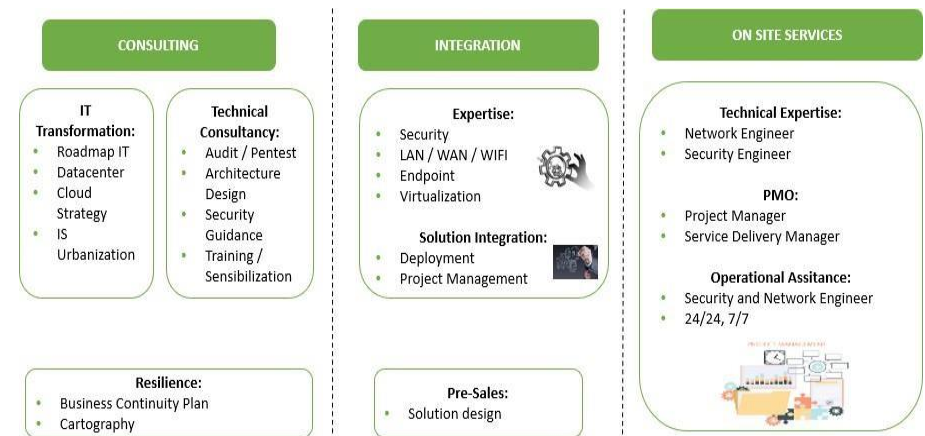 CONSULTING
IT
Transformation:
Roadmap IT
Datacenter
Cloud
Strategy
IS
Urbanization
Technical
Consultancy:
Audit / Pentest
Architecture
Design
Security
Guidance
Training /
Sensibilization
Resilience:
Business Continuity Plan
Cartography
INTEGRATION
Expertise:
Security
LAN / WAN / WIFI
Endpoint
Virtualization
Solution Integration:
Deployment
Project Management
Pre-Sales:
Solution design
ON SITE SERVICES
Technical Expertise:
Network Engineer
Security Engineer
PMO:
Project Manager
Service Delivery Manager
Operational Assitance:
Security and Network Engineer
24/24, 7/7